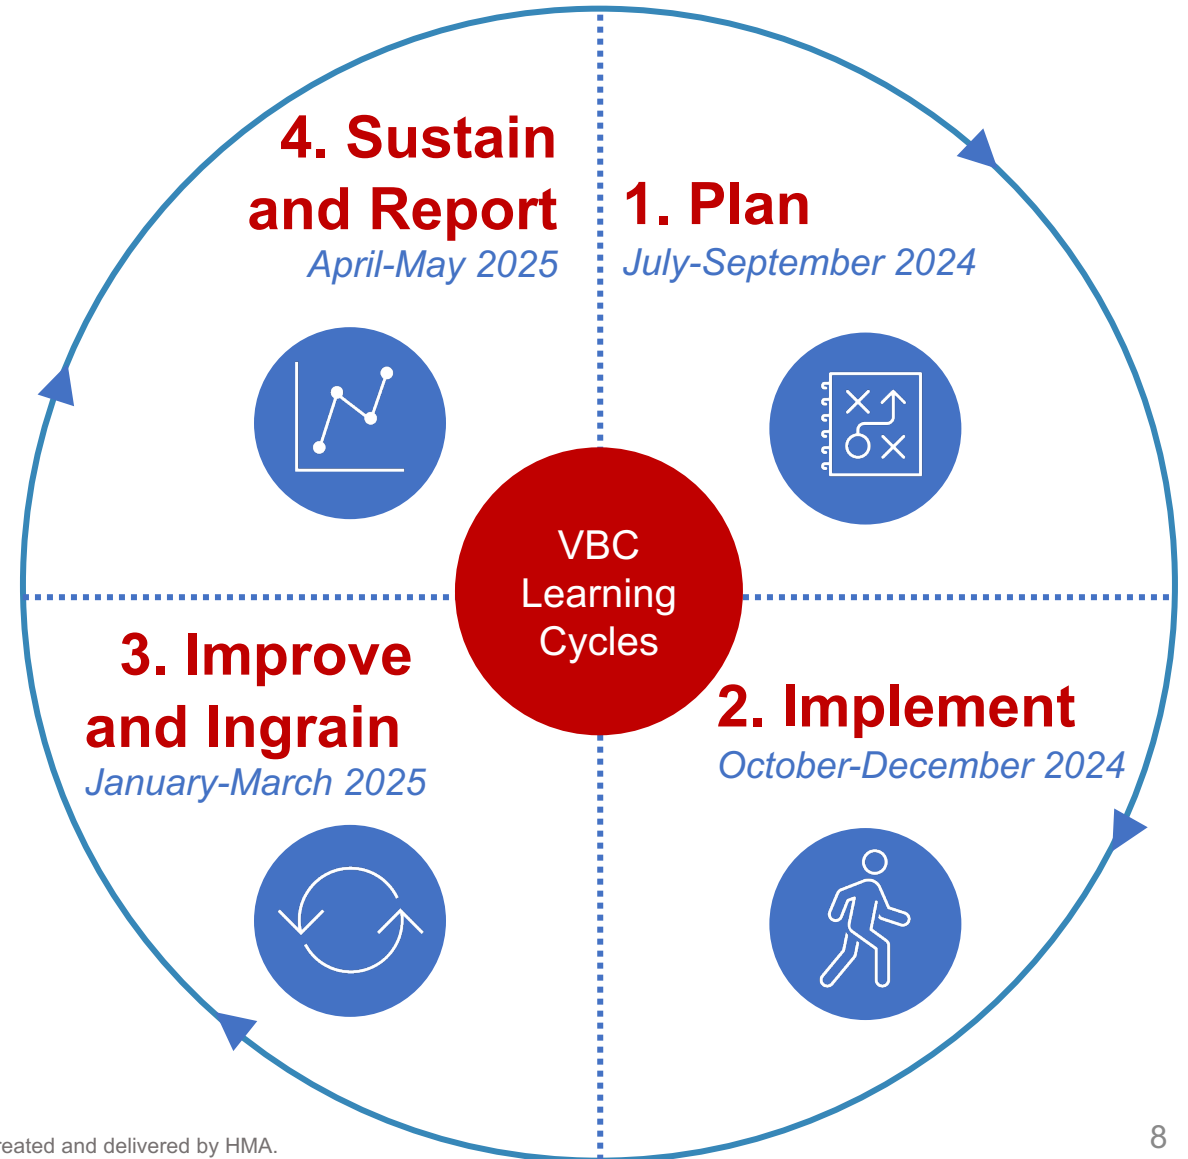 4. Sustain
and Report
April-May 2025
1. Plan
July-September 2024
VBC
Learning
Cycles
3. Improve
and Ingrain
January-March 2025
2. Implement
October-December 2024
and delivered by HMA.
8